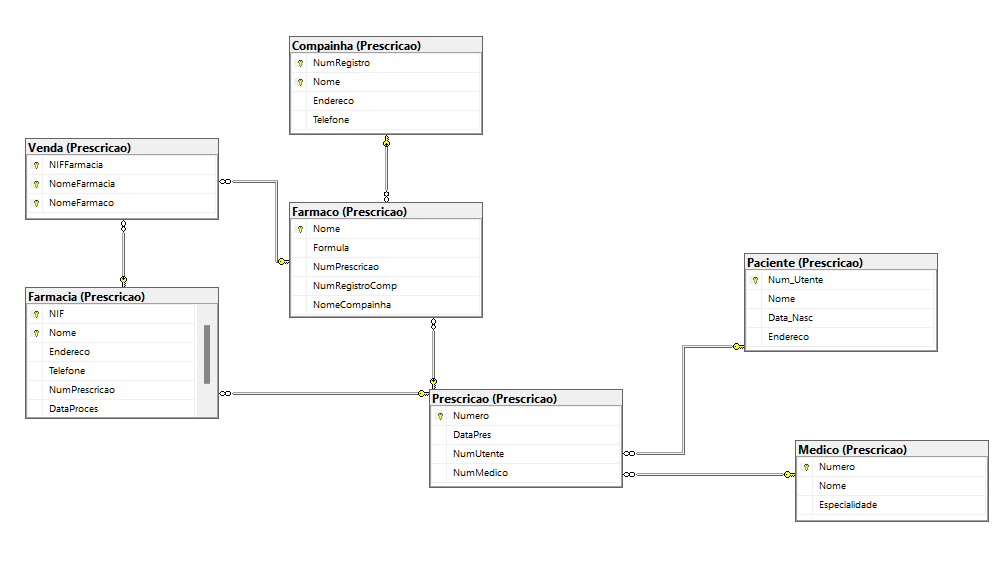 Compainha (Prescricao)
NumRegistro
Nome
Endereco
Telefone
Venda (Prescricao)
NIFFarmacia
NomeFarmacia
NomeFarmaco
Farmaco (Prescricao)
Nome
Formula
NumPrescricao
NumRegistroComp
NomeCompainha
Farmacia (Prescricao)
NIF
Nome
Endereco
Telefone
NumPrescricao
DataProces
Paciente (Prescricao)
Num_Utente
Nome
Data_Nasc
Endereco
Prescricao (Prescricao)
Numero
DataPres
NumUtente
NumMedico
Medico (Prescricao)
Numero
Nome
Especialidade